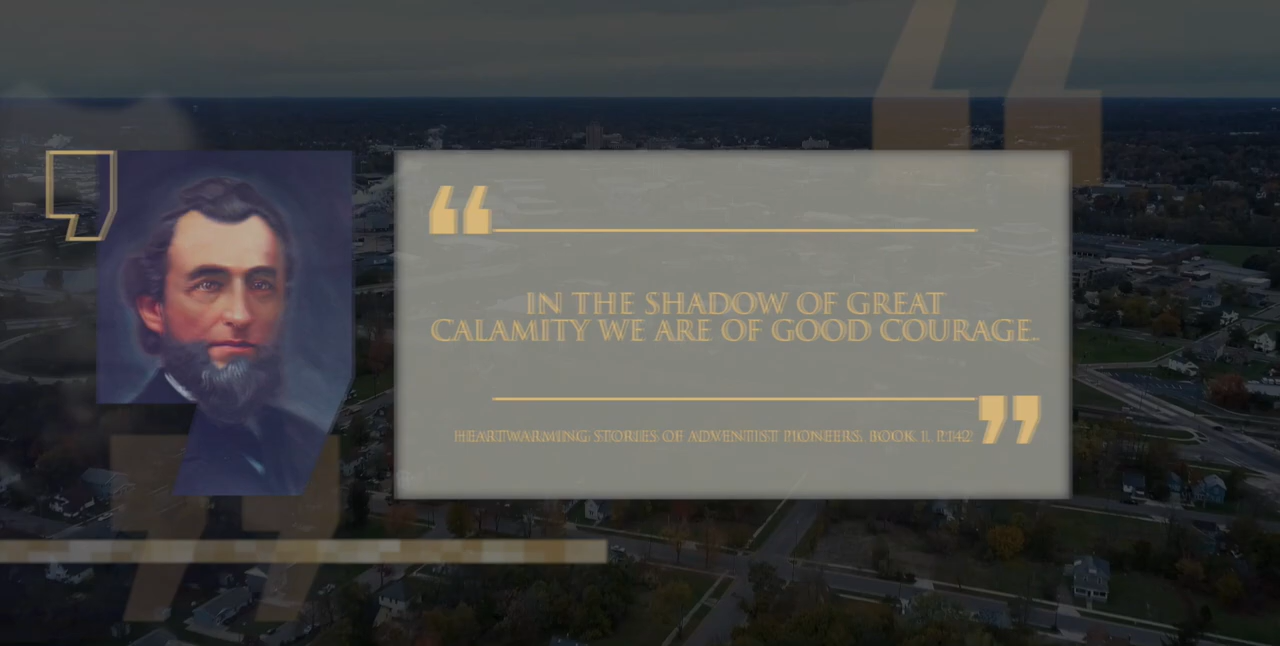 IN THE SHADOW OF GREAT
CALAMITY WE ARE OF GOOD COURAGE.
HEARTWARMING STORIES OF ADVENTIST PIONEERS, BOOK 1, P.142